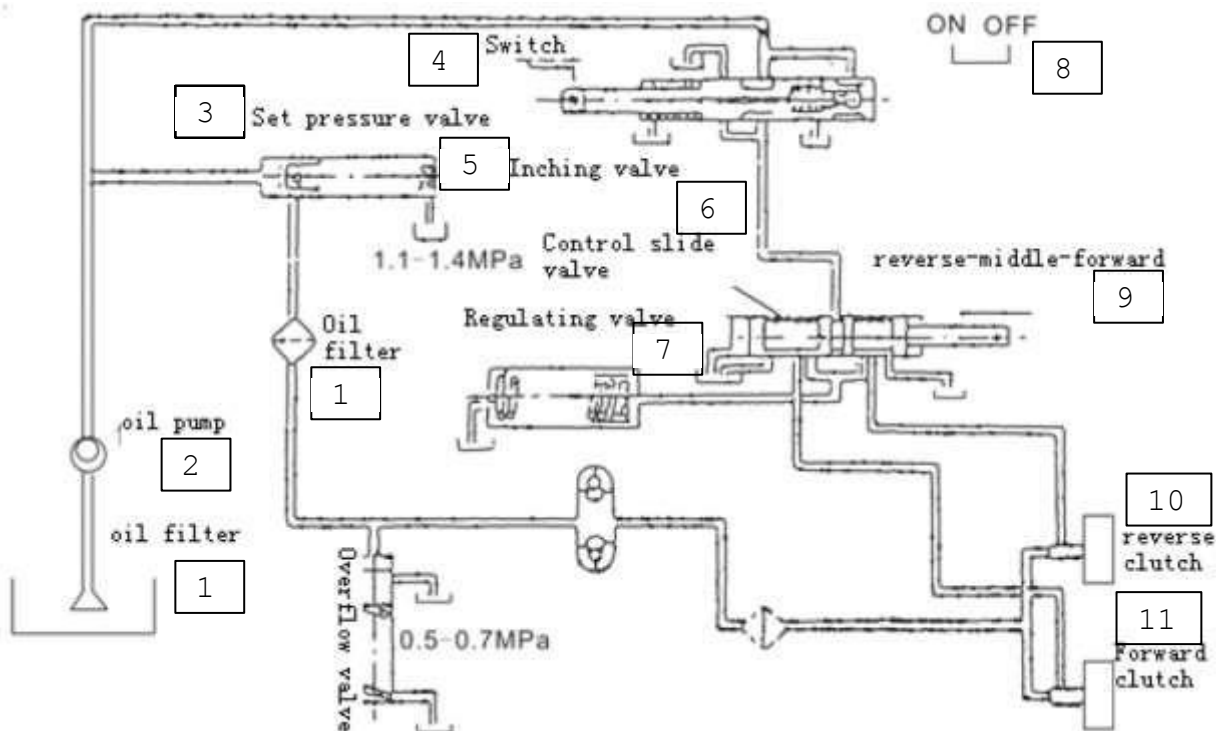 ON OFF
8
4
Switch
3
Set pressure valve
5
Inching valve
6
1.1-1.4MPa
Control slide
valve
reverse-middle-forward
9
Regulating valve
7
Oil
filter
1
oil pump
2
10
reverse
clutch
oil filter
1
11
Forward
clutch
Overflow valve
0.5-0.7MPa